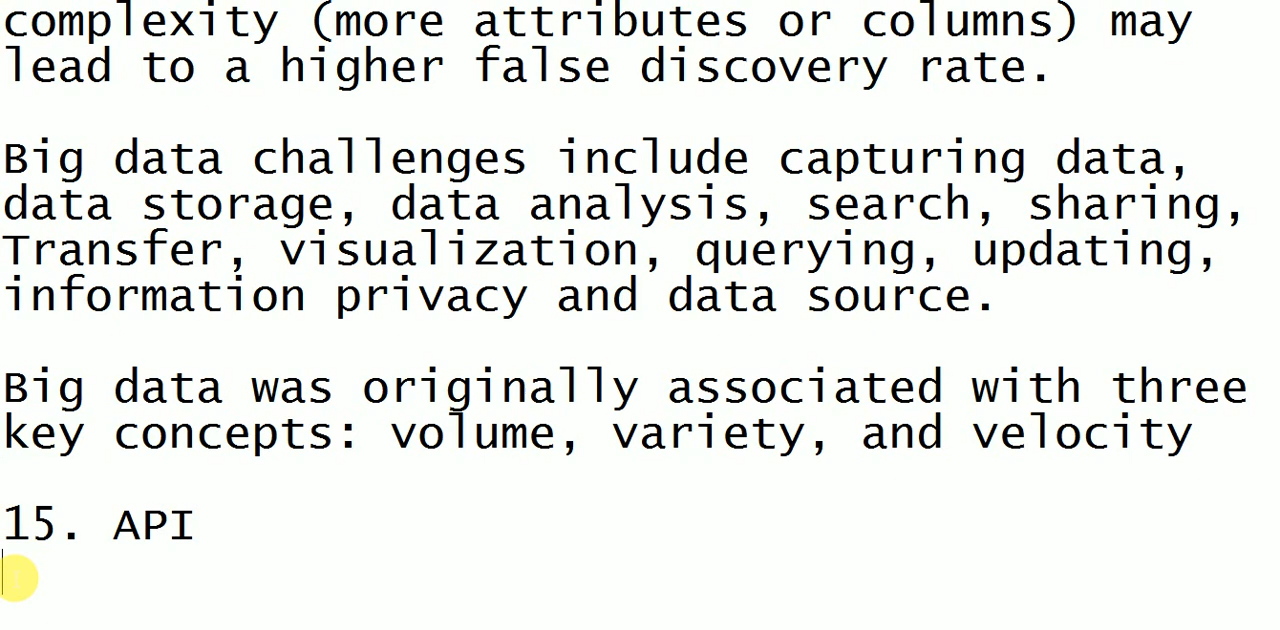 complexity (more attributes or columns) may
lead to a higher false discovery rate.
Big data challenges include capturing data,
data storage, data analysis, search, sharing,
Transfer, visualization, querying, updating,
information privacy and data source.
Big data was originally associated with three
key concepts: volume, variety, and velocity
15. API